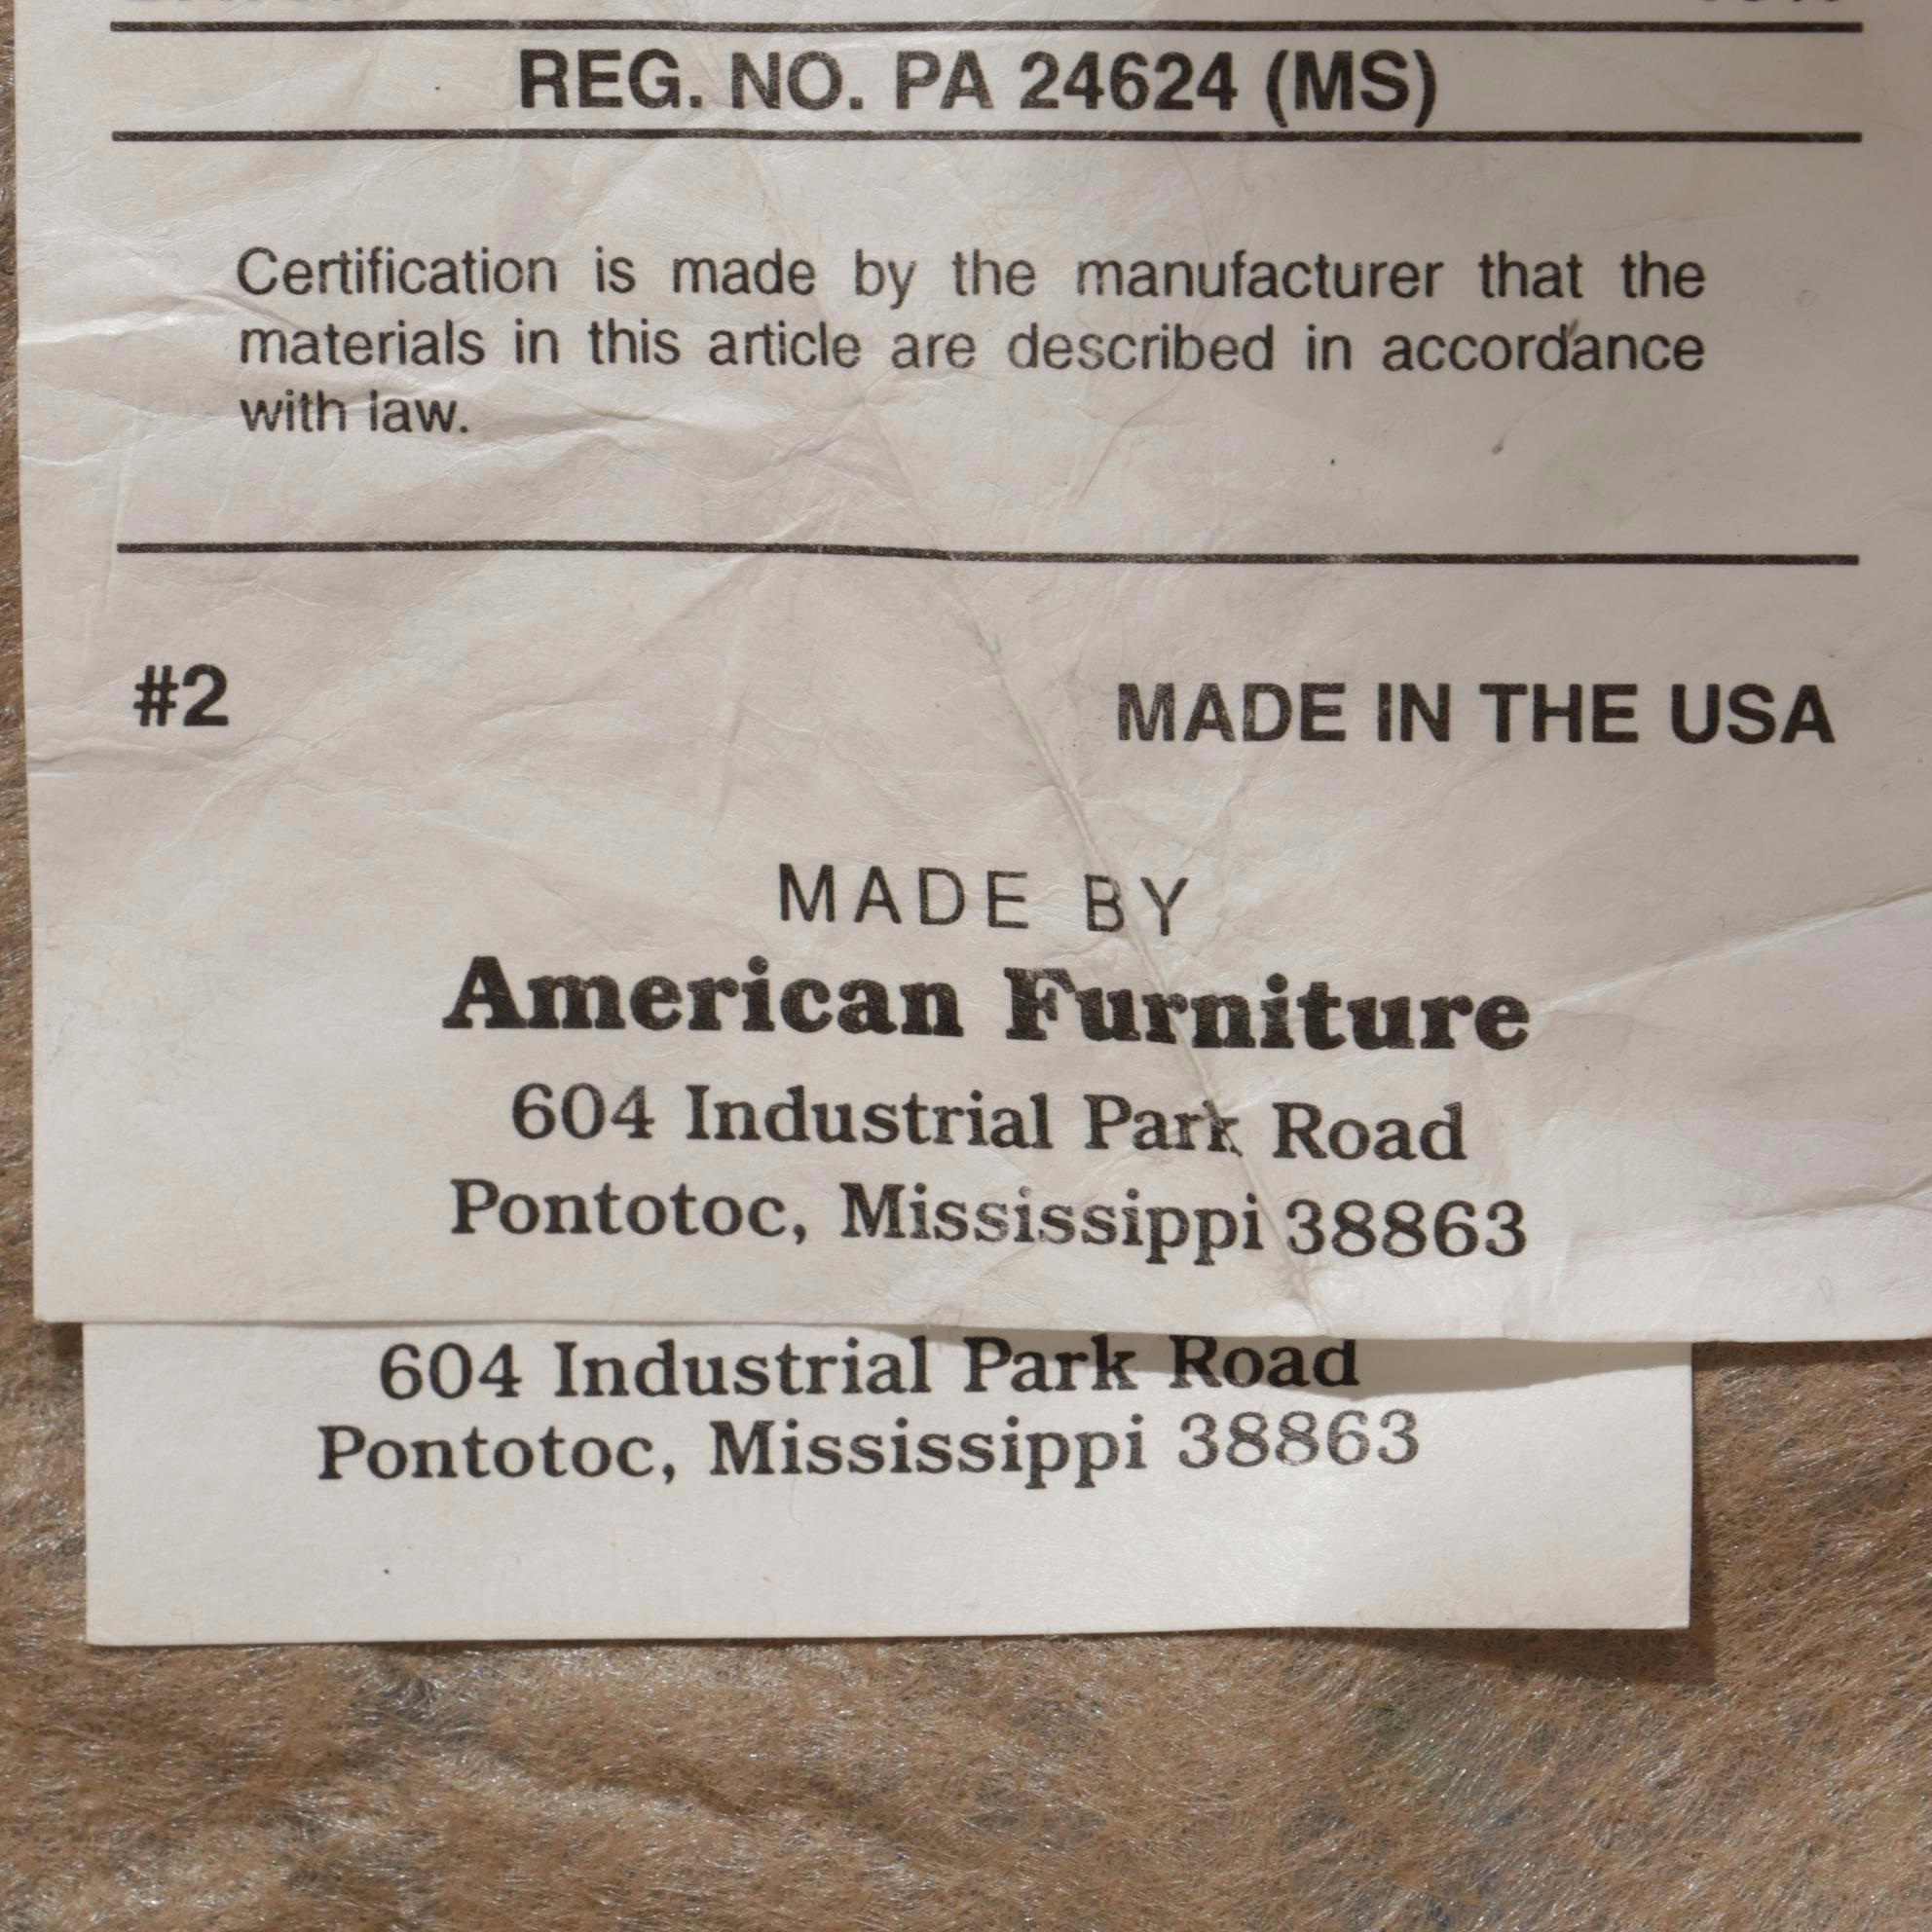 REG. NO. PA 24624 (MS)
Certification is made by the manufacturer that the
materials in this article are described in accordance
with law.
#2 MADE IN THE USA
MADE BY
American Furniture
604 Industrial Park Road
Pontotoc, Mississippi 38863
604 Industrial Park Road
Pontotoc, Mississippi 38863